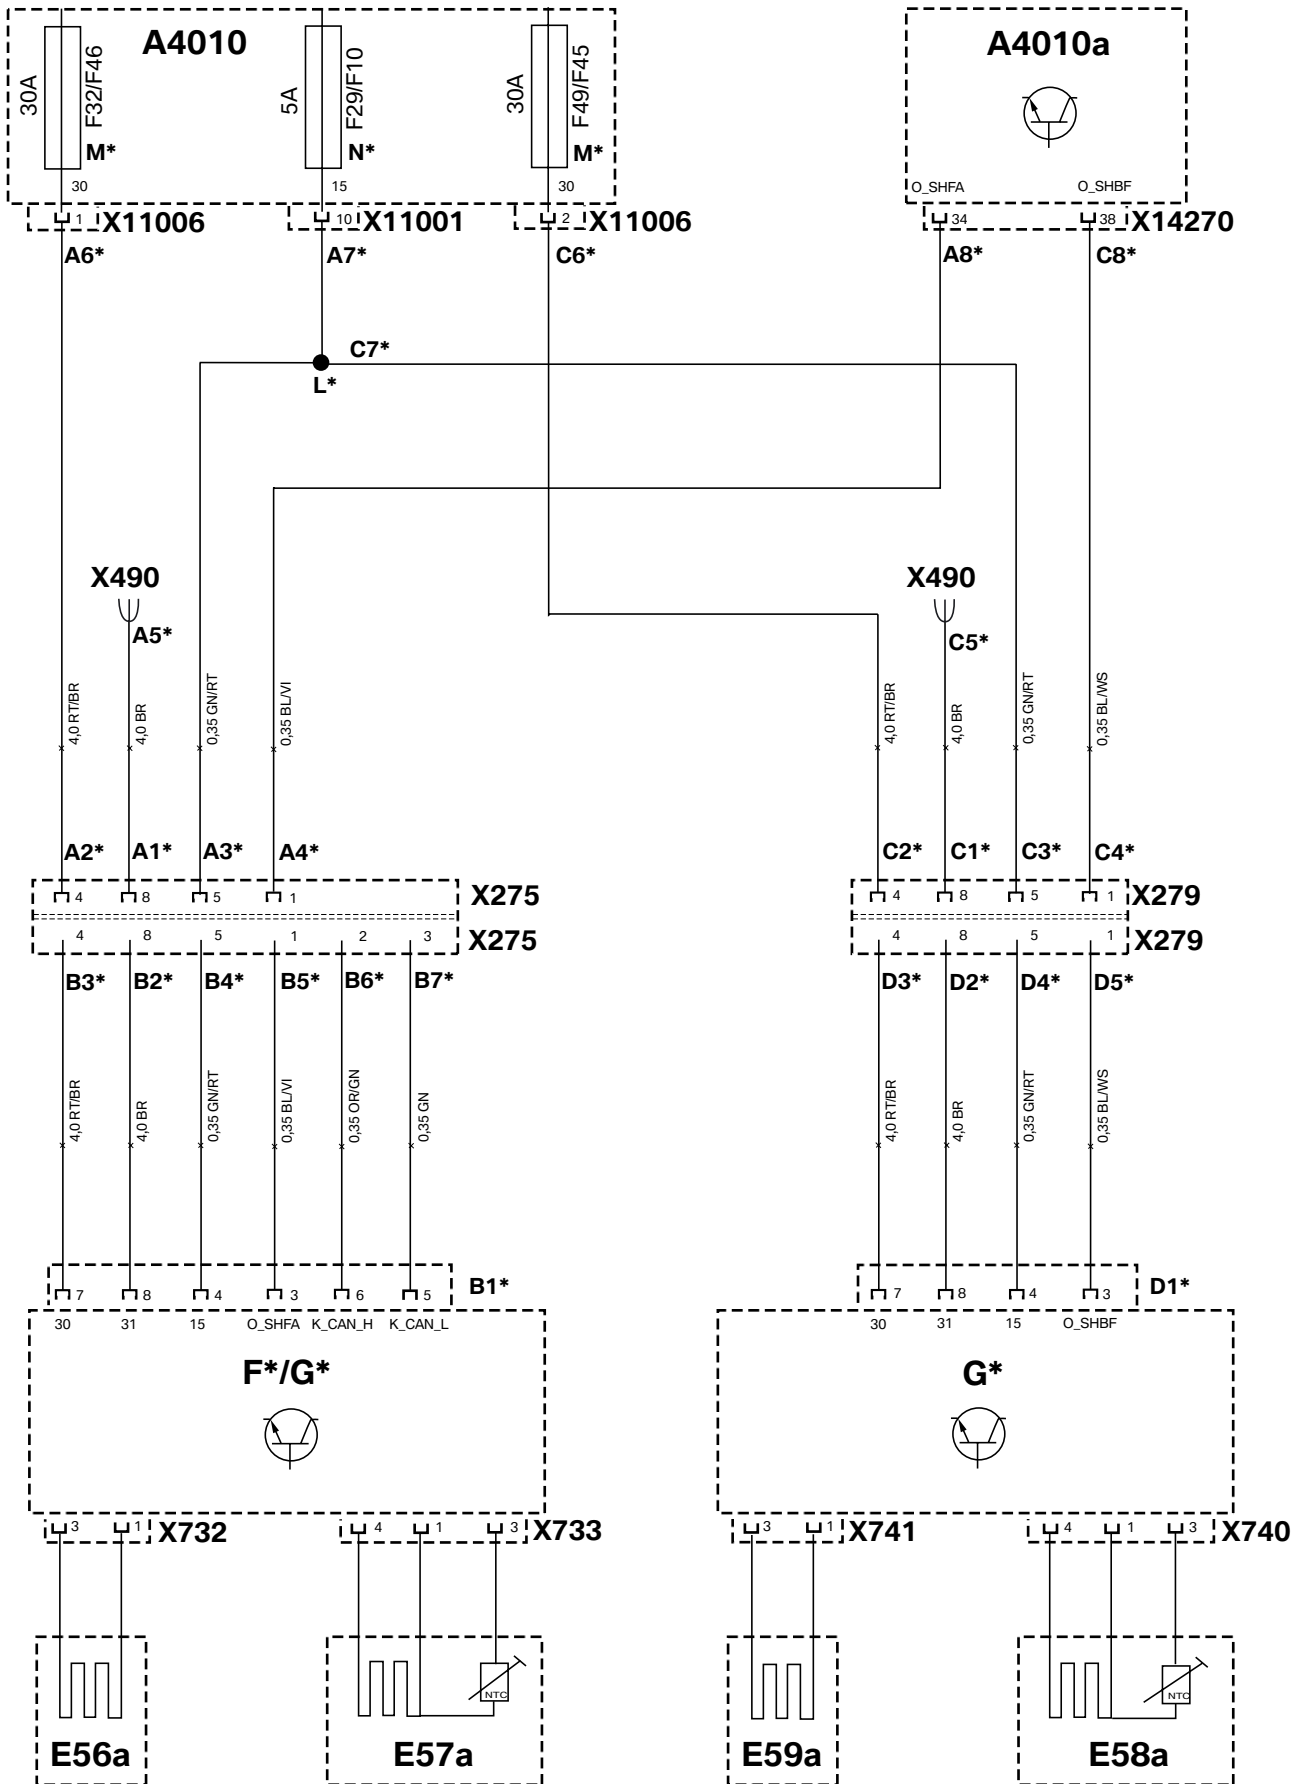 A4010
A4010a
30A
F32/F46
M*
30
5A
F29/F10
N*
15
30A
F49/F45
M*
30
O_SHFA
O_SHBF
1
X11006
10
X11001
2
X11006
34
38
X14270
A6*
A7*
C6*
A8*
C8*
C7*
L*
X490
X490
A5*
C5*
4,0 RT/BR
4,0 BR
0,35 GN/RT
0,35 BL/VI
4,0 RT/BR
4,0 BR
0,35 GN/RT
0,35 BL/WS
A2*
A1*
A3*
A4*
C2*
C1*
C3*
C4*
4
8
5
1
X275
4
8
5
1
X279
4
8
5
1
2
3
X275
4
8
5
1
X279
B3*
B2*
B4*
B5*
B6*
B7*
D3*
D2*
D4*
D5*
4,0 RT/BR
4,0 BR
0,35 GN/RT
0,35 BL/VI
0,35 OR/GN
0,35 GN
4,0 RT/BR
4,0 BR
0,35 GN/RT
0,35 BL/WS
7
8
4
3
6
5
B1*
7
8
4
3
D1*
30
31
15
O_SHFA
K_CAN_H
K_CAN_L
30
31
15
O_SHBF
F*/G*
G*
3
1
X732
4
1
3
X733
3
1
X741
4
1
3
X740
NTC
NTC
E56a
E57a
E59a
E58a